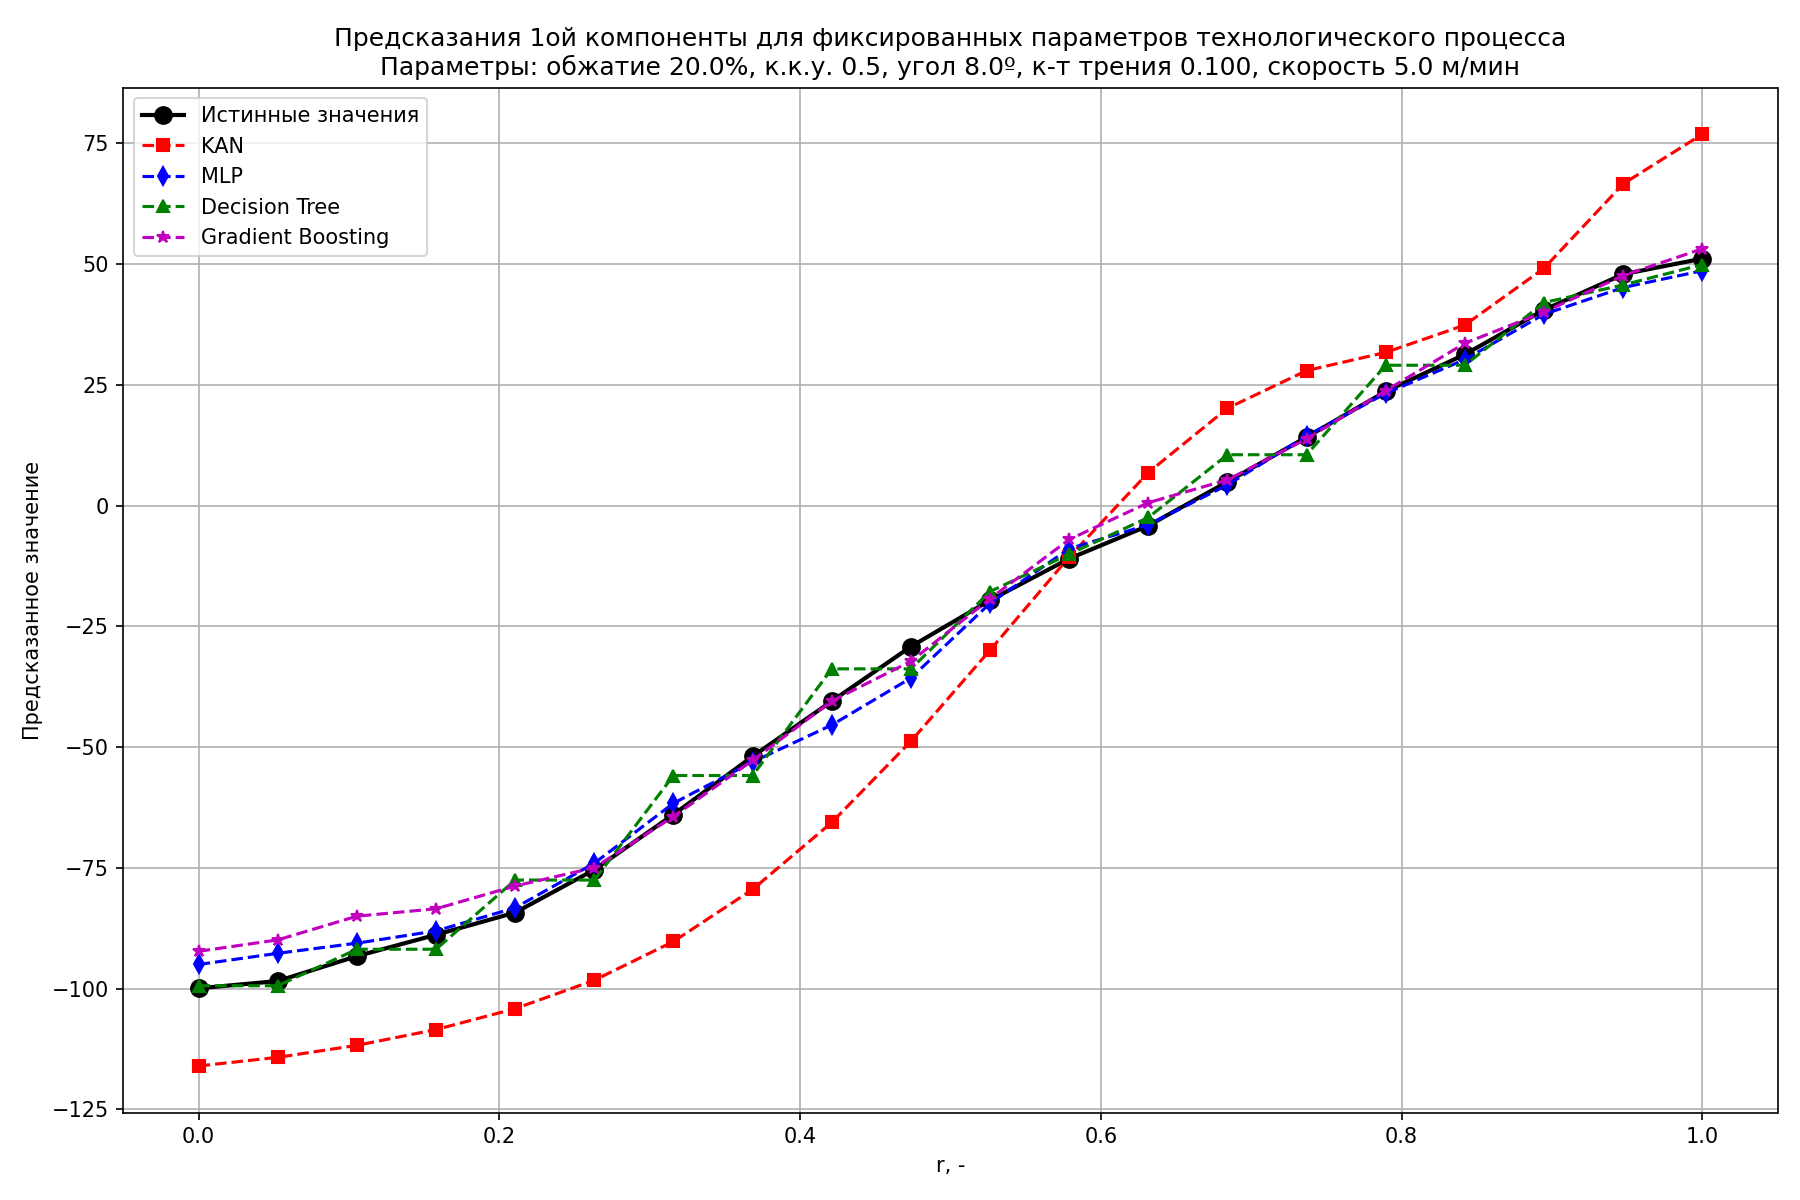 Предсказания 1ой компоненты для фиксированных параметров технологического процесса
Параметры: обжатие 20.0%, к.к.у. 0.5, угол 8.0º, к-т трения 0.100, скорость 5.0 м/мин
Истинные значения
KAN
MLP
Decision Tree
Gradient Boosting
Предсказанное значение
75
50
25
0
−25
−50
−75
−100
−125
0.0
0.2
0.4
0.6
0.8
1.0
r, -